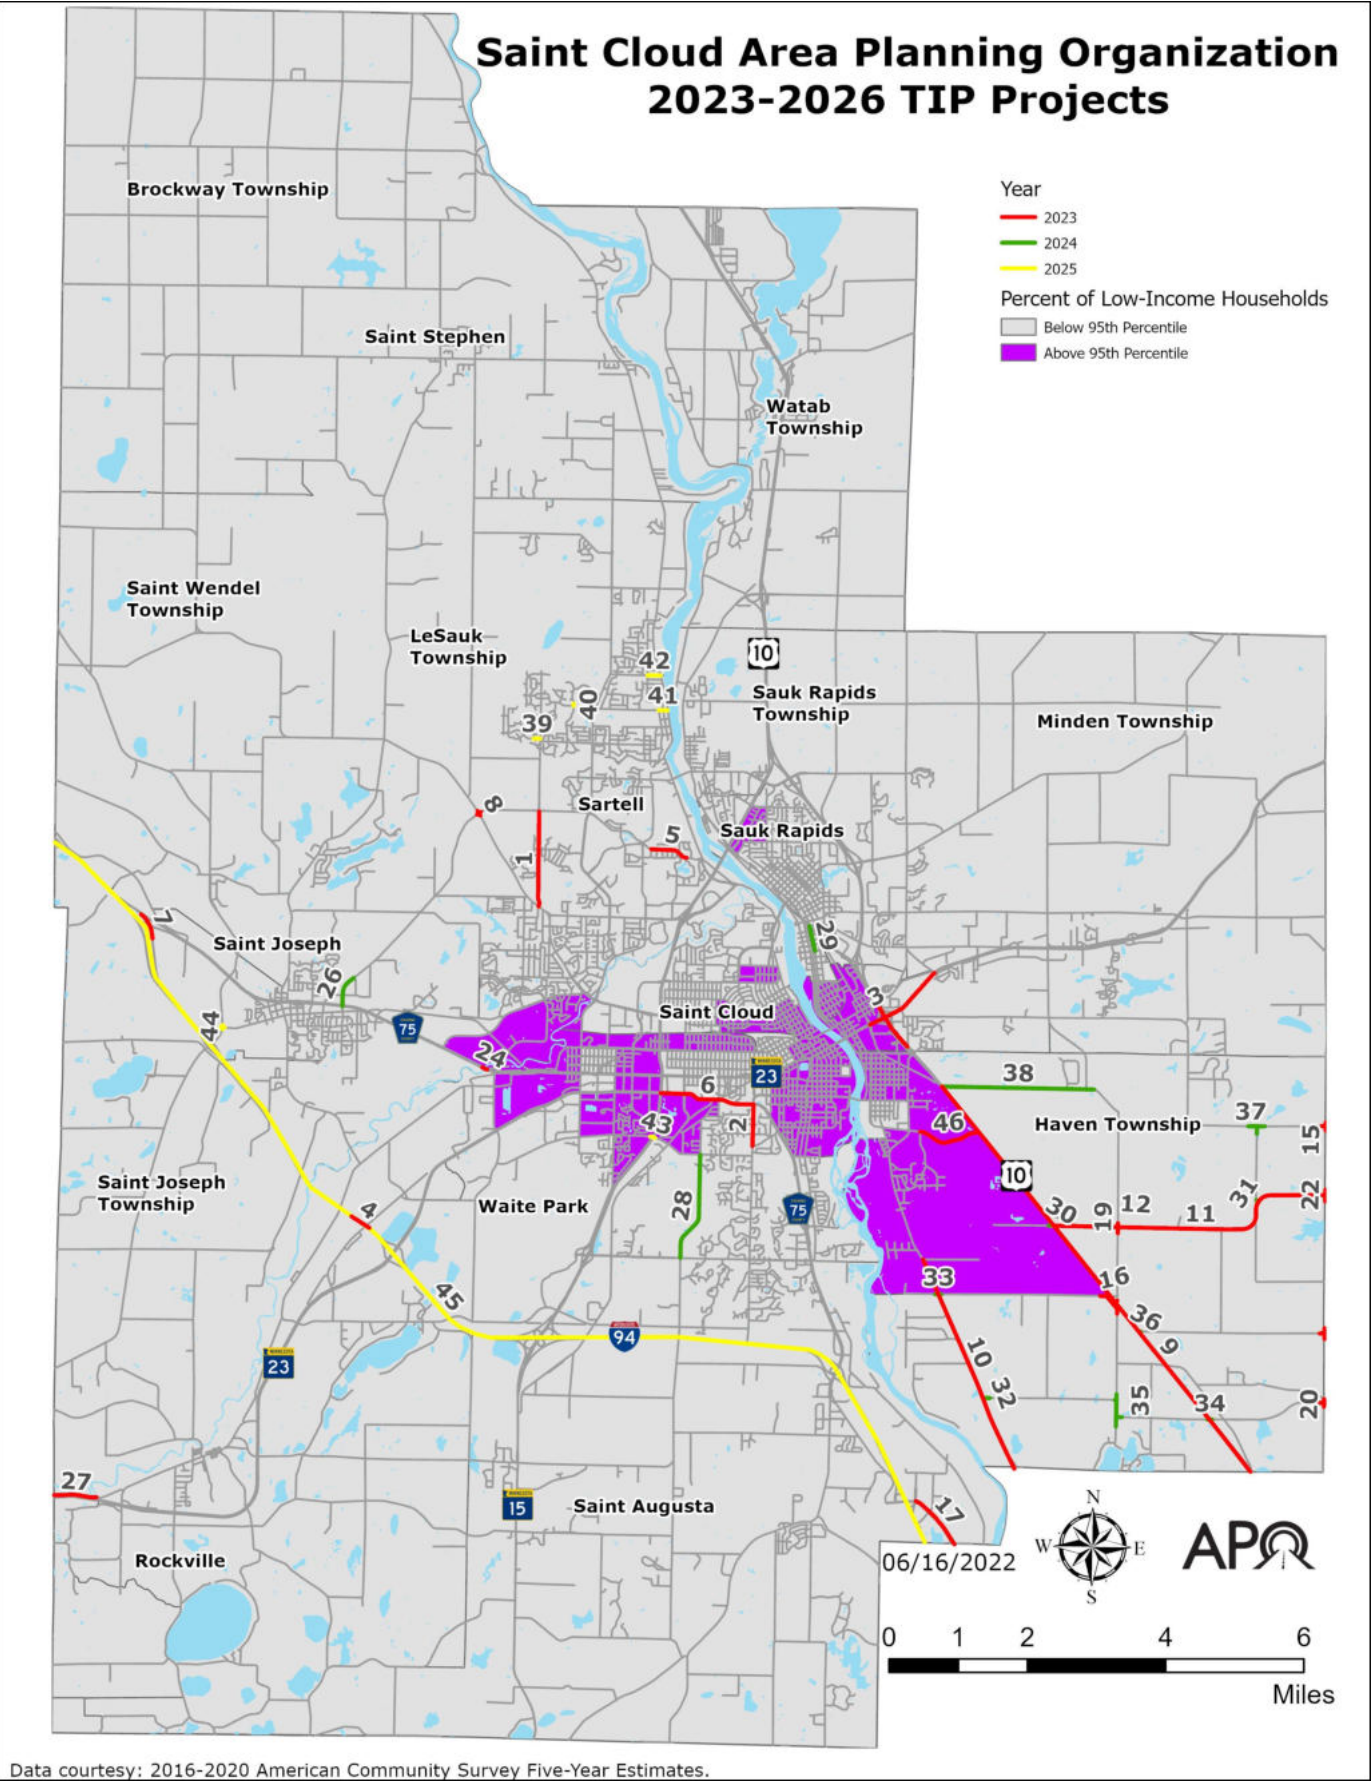 Saint Cloud Area Planning Organization
2023-2026 TIP Projects
Year
2023
2024
2025
Percent of Low-Income Households
Below 95th Percentile
Above 95th Percentile
Brockway Township
Saint Stephen
Watab
Township
Saint Wendel
Township
LeSauk
Township
42
10
41
40
39
Sauk Rapids
Township
Minden Township
8
Sartell
Sauk Rapids
5
1
7
Saint Joseph
29
26
3
44
75
Saint Cloud
24
6
23
38
43
2
46
Haven Township
37
15
10
Saint Joseph
Township
4
Waite Park
28
75
30
19
12
11
31
22
33
16
45
94
36
9
23
10
32
35
34
20
27
15
Saint Augusta
17
Rockville
06/16/2022
N
W
E
S
APO
0
1
2
4
6
Miles
Data courtesy: 2016-2020 American Community Survey Five-Year Estimates.